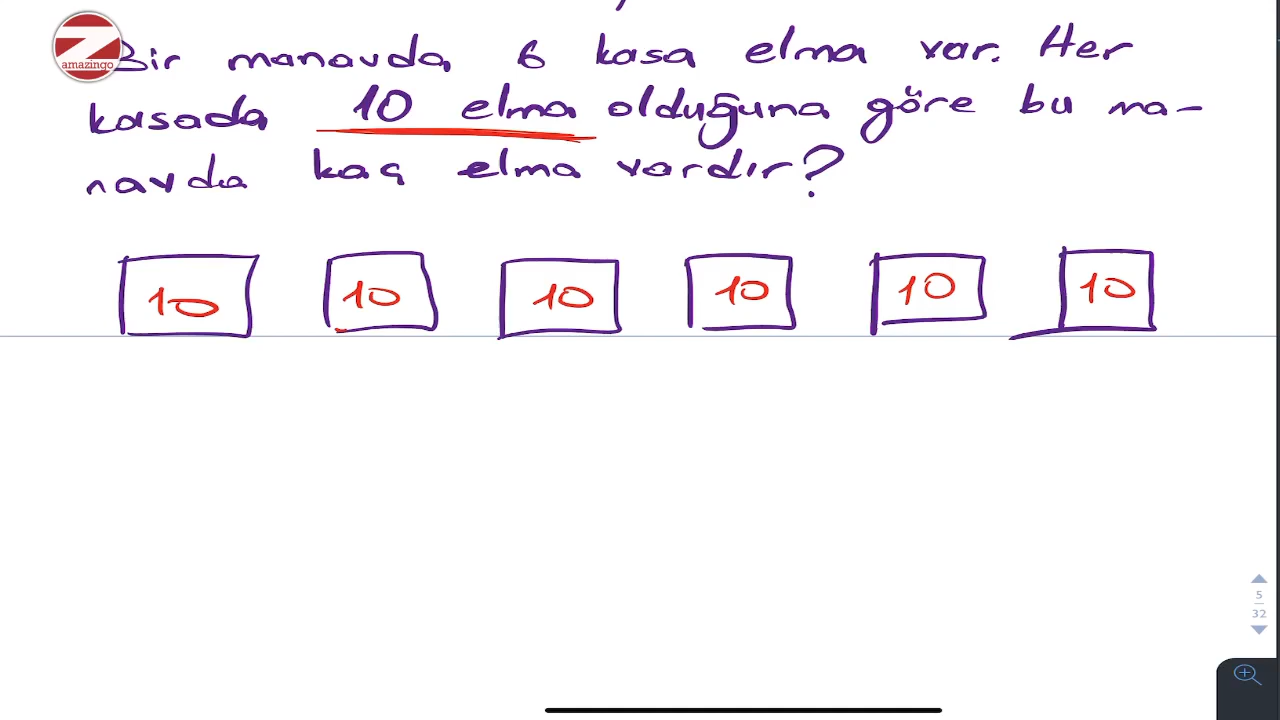 Z
amazingo
Bir manavda 6 kasa elma var. Her
kasada 10 elma olduğuna göre bu ma-
navda kaç elma vardır?
10 10 10 10 10 10
5
32